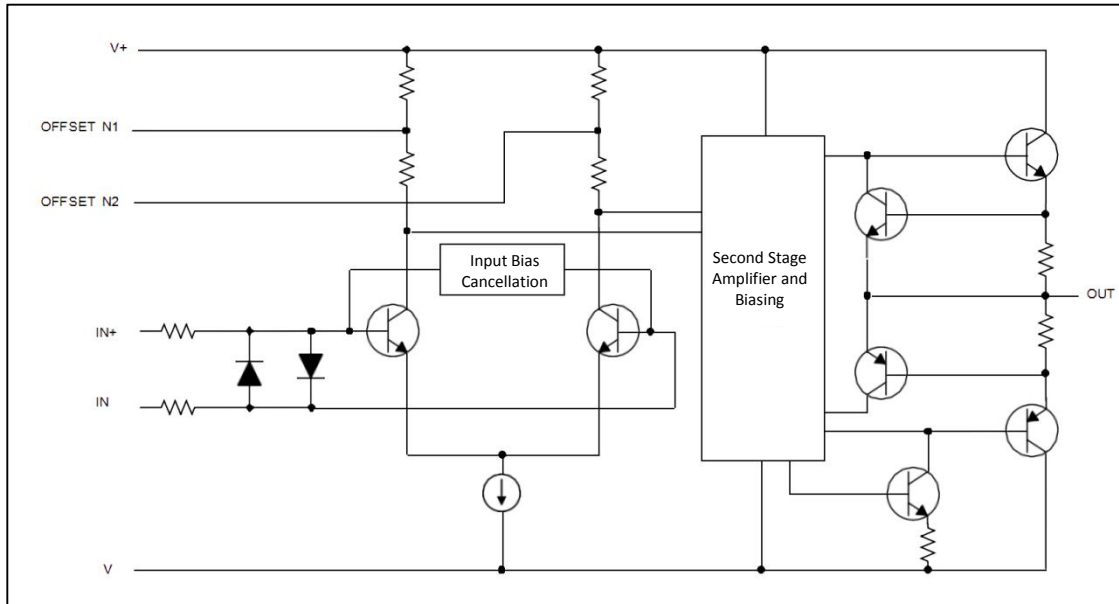 V+
OFFSET N1
OFFSET N2
Input Bias
Cancellation
Second Stage
Amplifier and
Biasing
OUT
IN+
IN
V